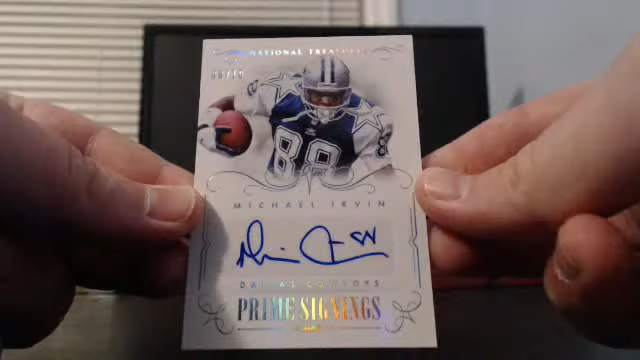 NATIONAL TREASURES
88
MICHAEL IRVIN
DALLAS COWBOYS
PRIME SIGNINGS